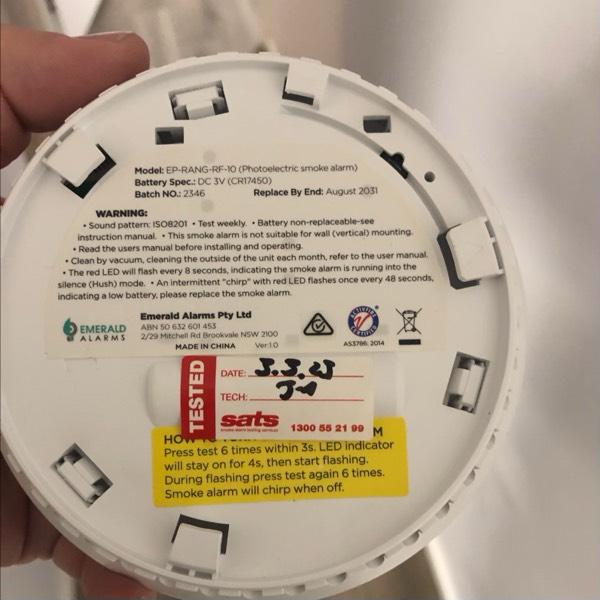 Model: EP-RANG-RF-10 (Photoelectric smoke alarm)
Battery Spec.: DC 3V (CR17450)
Batch NO.: 2346 Replace By End: August 2031
WARNING:
• Sound pattern: ISO8201 • Test weekly. • Battery non-replaceable-see
instruction manual. • This smoke alarm is not suitable for wall (vertical) mounting.
• Read the users manual before installing and operating.
• Clean by vacuum, cleaning the outside of the unit each month, refer to the user manual.
• The red LED will flash every 8 seconds, indicating the smoke alarm is running into the
silence (Hush) mode. • An intermittent "chirp" with red LED flashes once every 48 seconds,
indicating a low battery, please replace the smoke alarm.
EMERALD
ALARMS
Emerald Alarms Pty Ltd
ABN 50 632 601 453
2/29 Mitchell Rd Brookvale NSW 2100
MADE IN CHINA Ver:1.0
AS3786: 2014
TESTED
DATE:
TECH:
sats
smoke alarm testing services
1300 55 21 99
HOW M
Press test 6 times within 3s. LED indicator
will stay on for 4s, then start flashing.
During flashing press test again 6 times.
Smoke alarm will chirp when off.